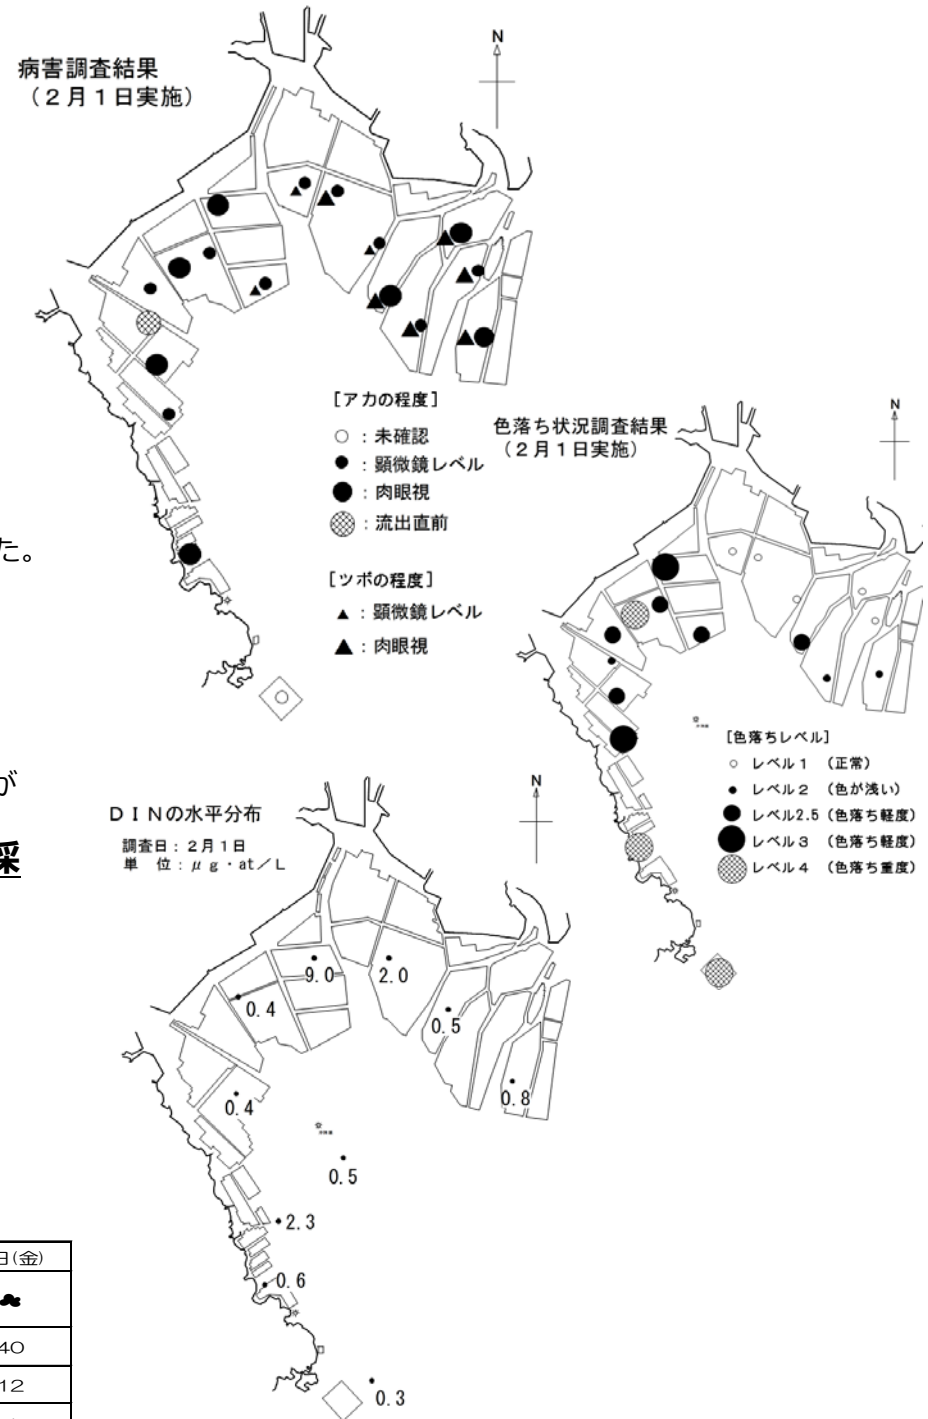 病害調査結果
（２月１日実施）
N
[アカの程度]
○：未確認
●：顕微鏡レベル
●：肉眼視
：流出直前
[ツボの程度]
▲：顕微鏡レベル
▲：肉眼視
た。
が
採
色落ち状況調査結果
（２月１日実施）
N
[色落ちレベル]
○ レベル１ （正常）
● レベル２ （色が浅い）
● レベル2.5 （色落ち軽度）
● レベル３ （色落ち軽度）
レベル４ （色落ち重度）
ＤＩＮの水平分布
調査日：２月１日
単　位：μｇ・at／Ｌ
N
9.0
2.0
0.4
0.5
0.8
0.4
0.5
2.3
0.6
0.3
日(金)
40
12